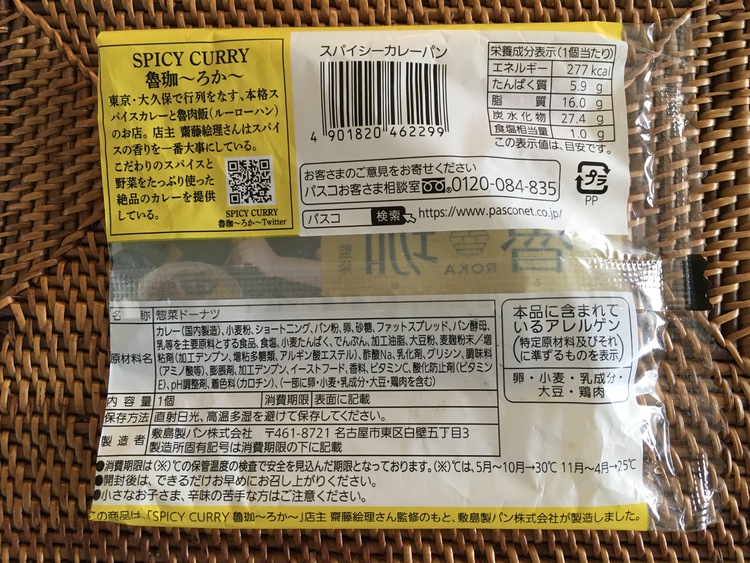 SPICY CURRY
魯珈〜ろか〜
東京・大久保で行列をなす、本格ス
パイスカレーと魯肉飯(ルーローハン)
のお店。店主 齋藤絵理さんはスパイ
スの香りを一番大事にしている。
こだわりのスパイスと
野菜をたっぷり使った
絶品のカレーを提供
している。
SPICY CURRY
魯珈〜ろか〜Twitter
スパイシーカレーパン
4 901820 462299
栄養成分表示(1個当たり)
エネルギー 277 kcal
たんぱく質 5.9 g
脂質 16.0 g
炭水化物 27.4 g
食塩相当量 1.0 g
この表示値は、目安です。
お客さまのご意見をお寄せください
パスコお客さま相談室 0120-084-835
パスコ 検索 https://www.pasconet.co.jp/
プラ
PP
魯珈
ROKA
監修
名称 惣菜ドーナツ
原材料名 カレー(国内製造)、小麦粉、ショートニング、パン粉、卵、砂糖、ファットスプレッド、パン酵母、
乳等を主要原料とする食品、食塩、小麦たんぱく、でんぷん、加工油脂、大豆粉、麦麹粉末/増
粘剤(加工デンプン、増粘多糖類、アルギン酸エステル)、酢酸Na、乳化剤、グリシン、調味料
(アミノ酸等)、膨脹剤、加工デンプン、イーストフード、香料、ビタミンC、酸化防止剤(ビタミン
E)、pH調整剤、着色料(カロチン)、(一部に卵・小麦・乳成分・大豆・鶏肉を含む)
内容量 1個 消費期限 表面に記載
保存方法 直射日光、高温多湿を避けて保存してください。
製造者 敷島製パン株式会社 〒461-8721 名古屋市東区白壁五丁目3
製造所固有記号は消費期限の下に記載
本品に含まれて
いるアレルゲン
(特定原材料及びそれ
に準ずるものを表示)
卵・小麦・乳成分・
大豆・鶏肉
●消費期限は(※)℃の保管温度の検査で安全を見込んだ期限となっております。(※)℃は、5月〜10月→30℃ 11月〜4月→25℃
●開封後は、できるだけお早めにお召し上がりください。
●小さなお子さま、辛味の苦手な方はご注意ください。
この商品は、「SPICY CURRY 魯珈〜ろか〜」店主 齋藤絵理さん監修のもと、敷島製パン株式会社が製造しました。